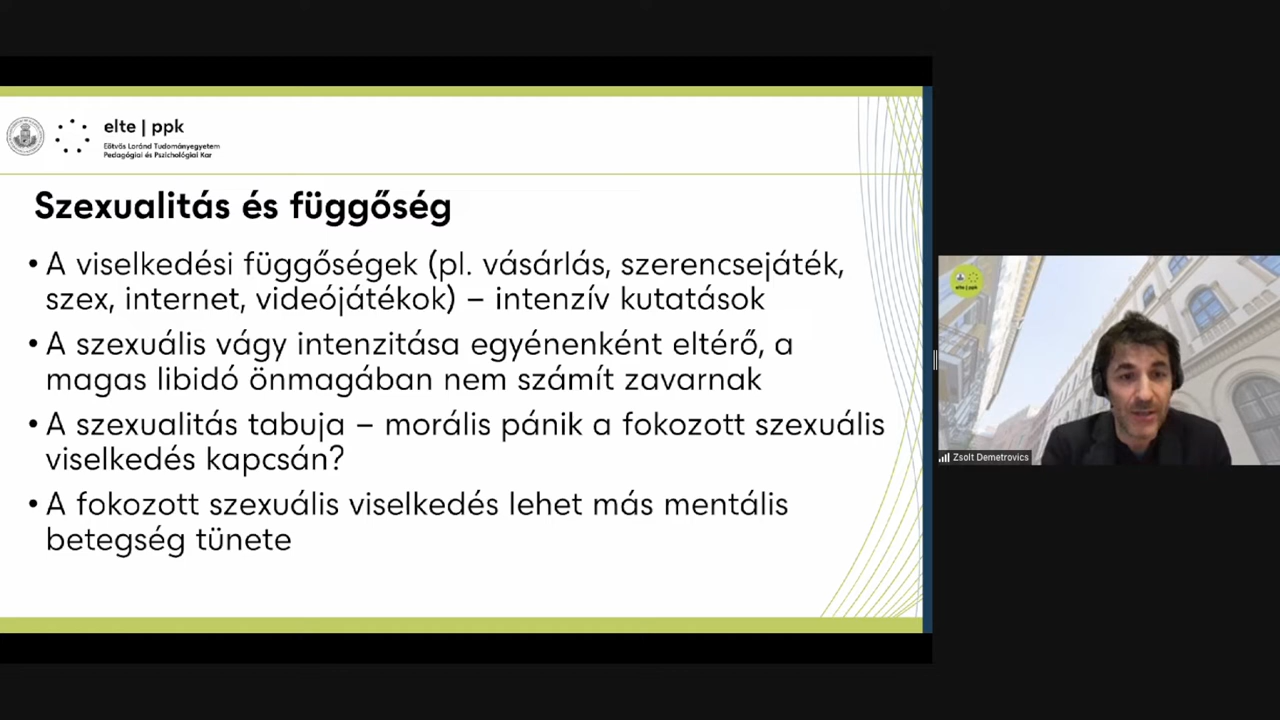 elte | ppk
Eötvös Loránd Tudományegyetem
Pedagógiai és Pszichológiai Kar
Szexualitás és függőség
• A viselkedési függőségek (pl. vásárlás, szerencsejáték,
szex, internet, videójátékok) – intenzív kutatások
• A szexuális vágy intenzitása egyénenként eltérő, a
magas libidó önmagában nem számít zavarnak
• A szexualitás tabuja – morális pánik a fokozott szexuális
viselkedés kapcsán?
• A fokozott szexuális viselkedés lehet más mentális
betegség tünete
elte | ppk
Zsolt Demetrovics